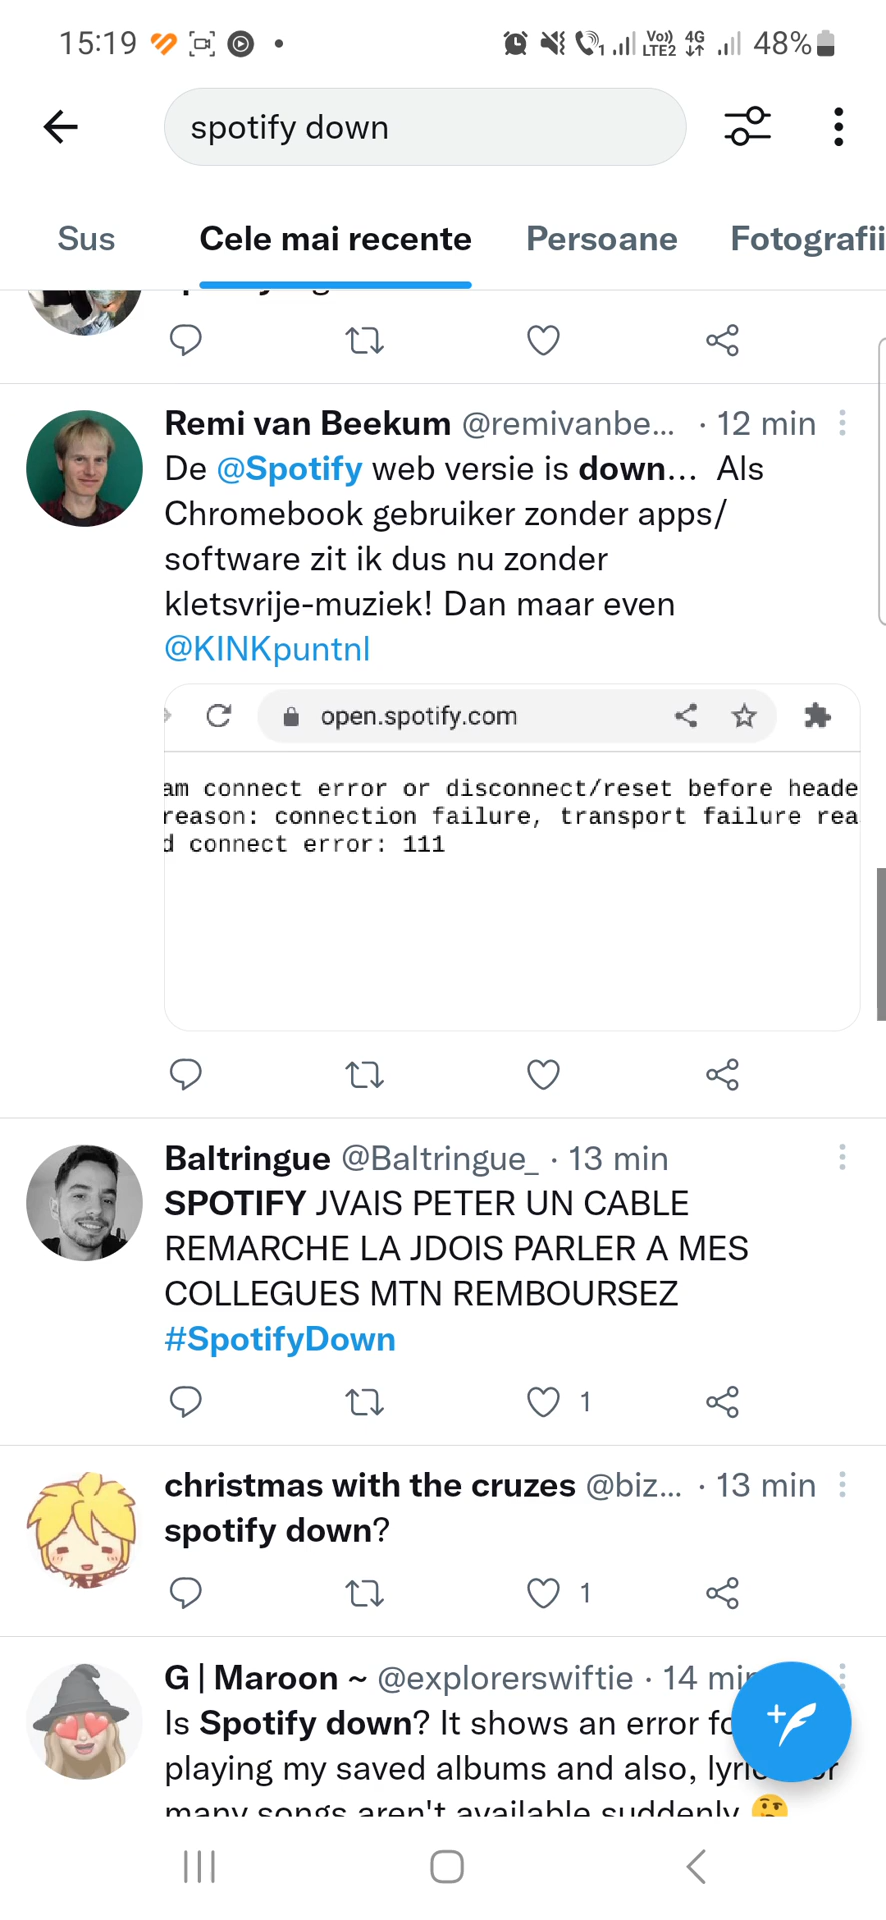 15:19 Vo)) LTE2 4G 48%
spotify down
Sus Cele mai recente Persoane Fotografii
Remi van Beekum @remivanbe... · 12 min
De @Spotify web versie is down... Als
Chromebook gebruiker zonder apps/
software zit ik dus nu zonder
kletsvrije-muziek! Dan maar even
@KINKpuntnl
open.spotify.com
am connect error or disconnect/reset before heade
reason: connection failure, transport failure rea
d connect error: 111
Baltringue @Baltringue_ · 13 min
SPOTIFY JVAIS PETER UN CABLE
REMARCHE LA JDOIS PARLER A MES
COLLEGUES MTN REMBOURSEZ
#SpotifyDown
1
christmas with the cruzes @biz... · 13 min
spotify down?
1
G | Maroon ~ @explorerswiftie · 14 min
Is Spotify down? It shows an error fo
playing my saved albums and also, lyric
many songs aren't available suddenly 🤔